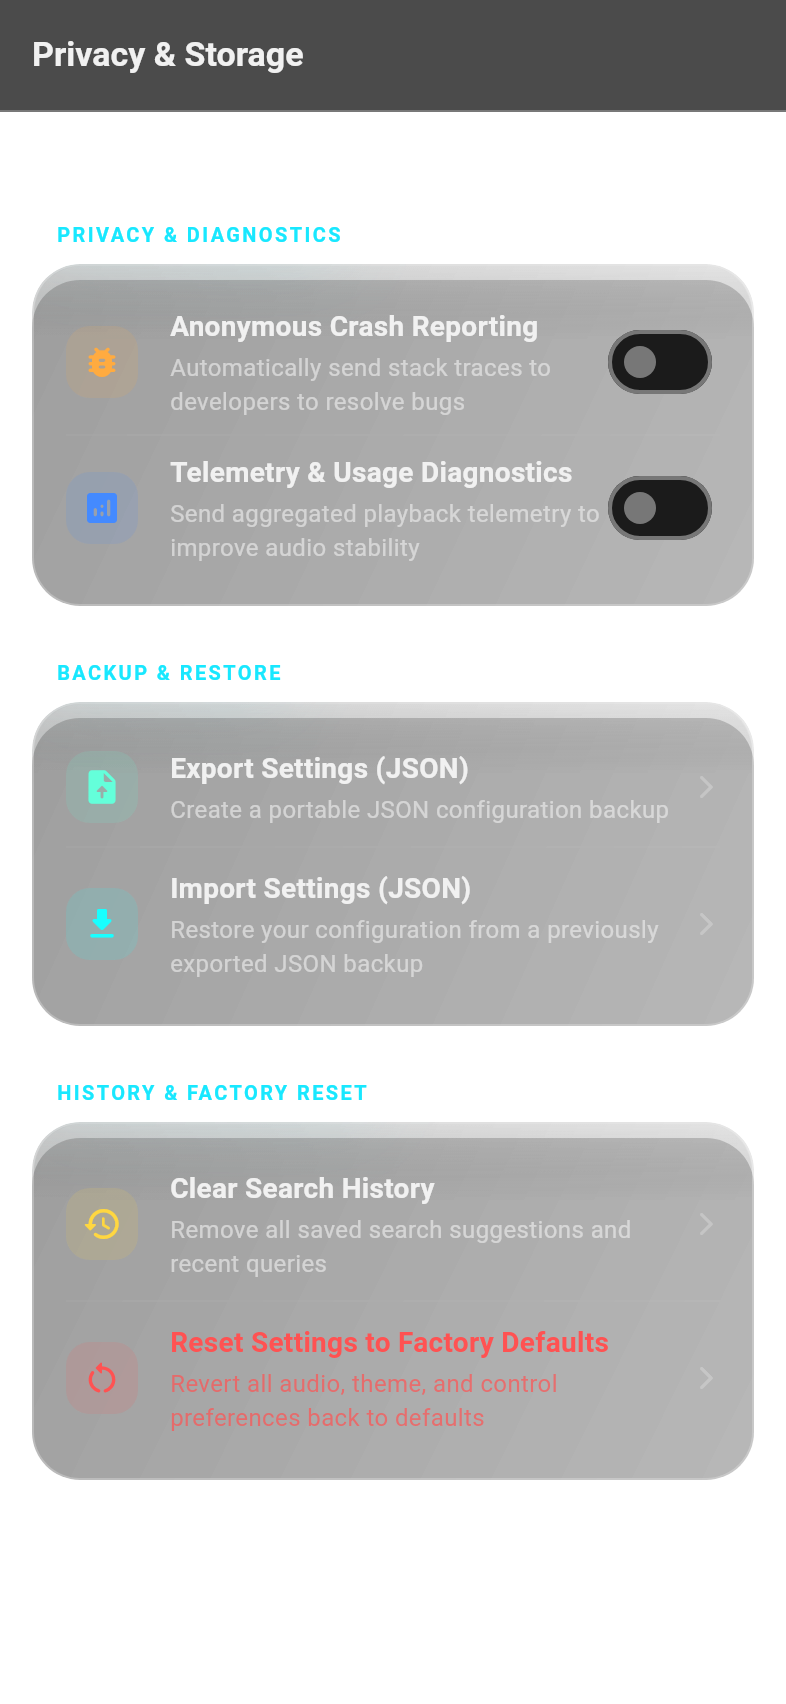 Privacy & Storage
PRIVACY & DIAGNOSTICS
Anonymous Crash Reporting
Automatically send stack traces to
developers to resolve bugs
Telemetry & Usage Diagnostics
Send aggregated playback telemetry to
improve audio stability
BACKUP & RESTORE
Export Settings (JSON)
Create a portable JSON configuration backup
Import Settings (JSON)
Restore your configuration from a previously
exported JSON backup
HISTORY & FACTORY RESET
Clear Search History
Remove all saved search suggestions and
recent queries
Reset Settings to Factory Defaults
Revert all audio, theme, and control
preferences back to defaults